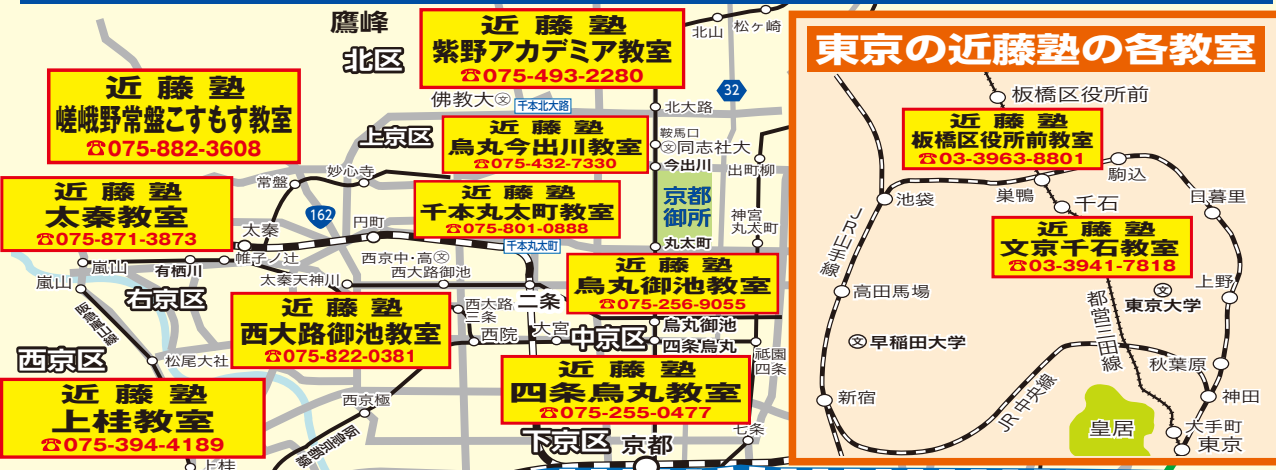 鷹峰
北区
近藤塾
紫野アカデミア教室
☎075-493-2280
北山
松ヶ崎
32
近藤塾
嵯峨野常盤こすもす教室
☎075-882-3608
佛教大㊛
千本北大路
北大路
上京区
近藤塾
烏丸今出川教室
☎075-432-7330
鞍馬口
同志社大
今出川
出町柳
常盤
妙心寺
近藤塾
太秦教室
☎075-871-3873
162
円町
近藤塾
千本丸太町教室
☎075-801-0888
京都
御所
神宮
丸太町
太秦
千本丸太町
丸太町
嵐山
有栖川
帷子ノ辻
西京中・高
西大路御池
太秦天神川
嵐山
阪急嵐山線
右京区
近藤塾
西大路御池教室
☎075-822-0381
西大路
三条
二条
近藤塾
烏丸御池教室
☎075-256-9055
烏丸御池
西院
大宮
中京区
四条烏丸
祇園
四条
西京区
松尾大社
近藤塾
上桂教室
☎075-394-4189
西京極
阪急京都線
近藤塾
四条烏丸教室
☎075-255-0477
下京区
京都
七条
上桂
東京の近藤塾の各教室
板橋区役所前
近藤塾
板橋区役所前教室
☎03-3963-8801
駒込
池袋
巣鴨
千石
日暮里
JR山手線
近藤塾
文京千石教室
☎03-3941-7818
高田馬場
都営三田線
東京大学
上野
早稲田大学
秋葉原
新宿
JR中央線
神田
皇居
大手町
東京